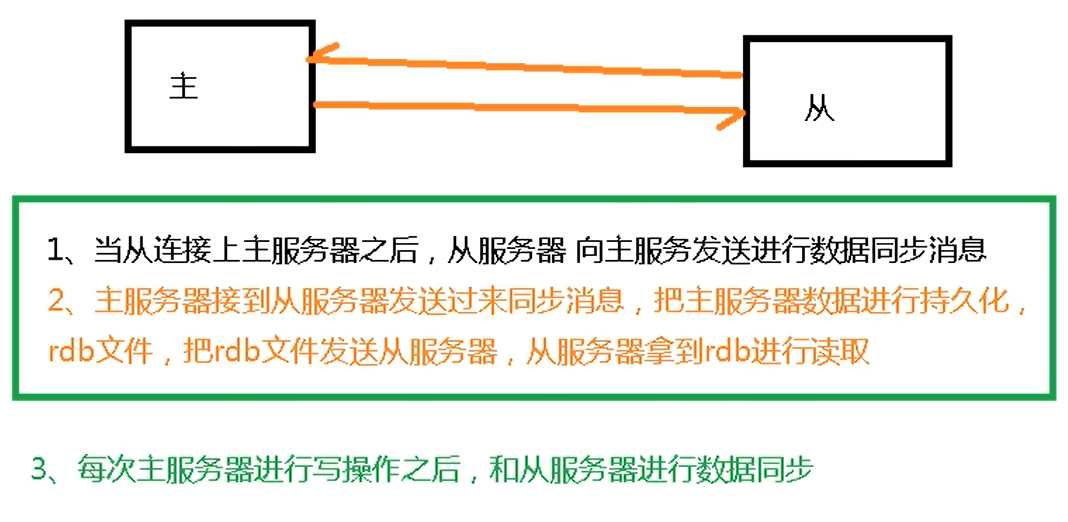 主
从
1、当从连接上主服务器之后，从服务器 向主服务发送进行数据同步消息
2、主服务器接到从服务器发送过来同步消息，把主服务器数据进行持久化，
rdb文件，把rdb文件发送从服务器，从服务器拿到rdb进行读取
3、每次主服务器进行写操作之后，和从服务器进行数据同步